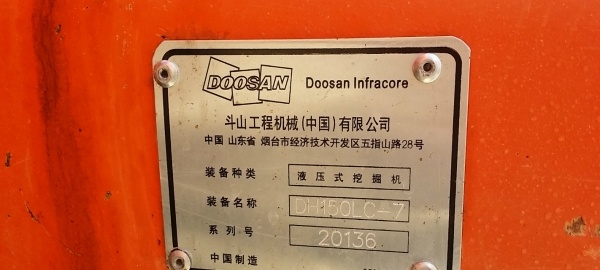 DOOSAN Doosan Infracore
斗山工程机械(中国)有限公司
中国 山东省 烟台市经济技术开发区五指山路28号
装备种类 液压式挖掘机
装备名称 DH150LC-7
系列号 20136
中国制造